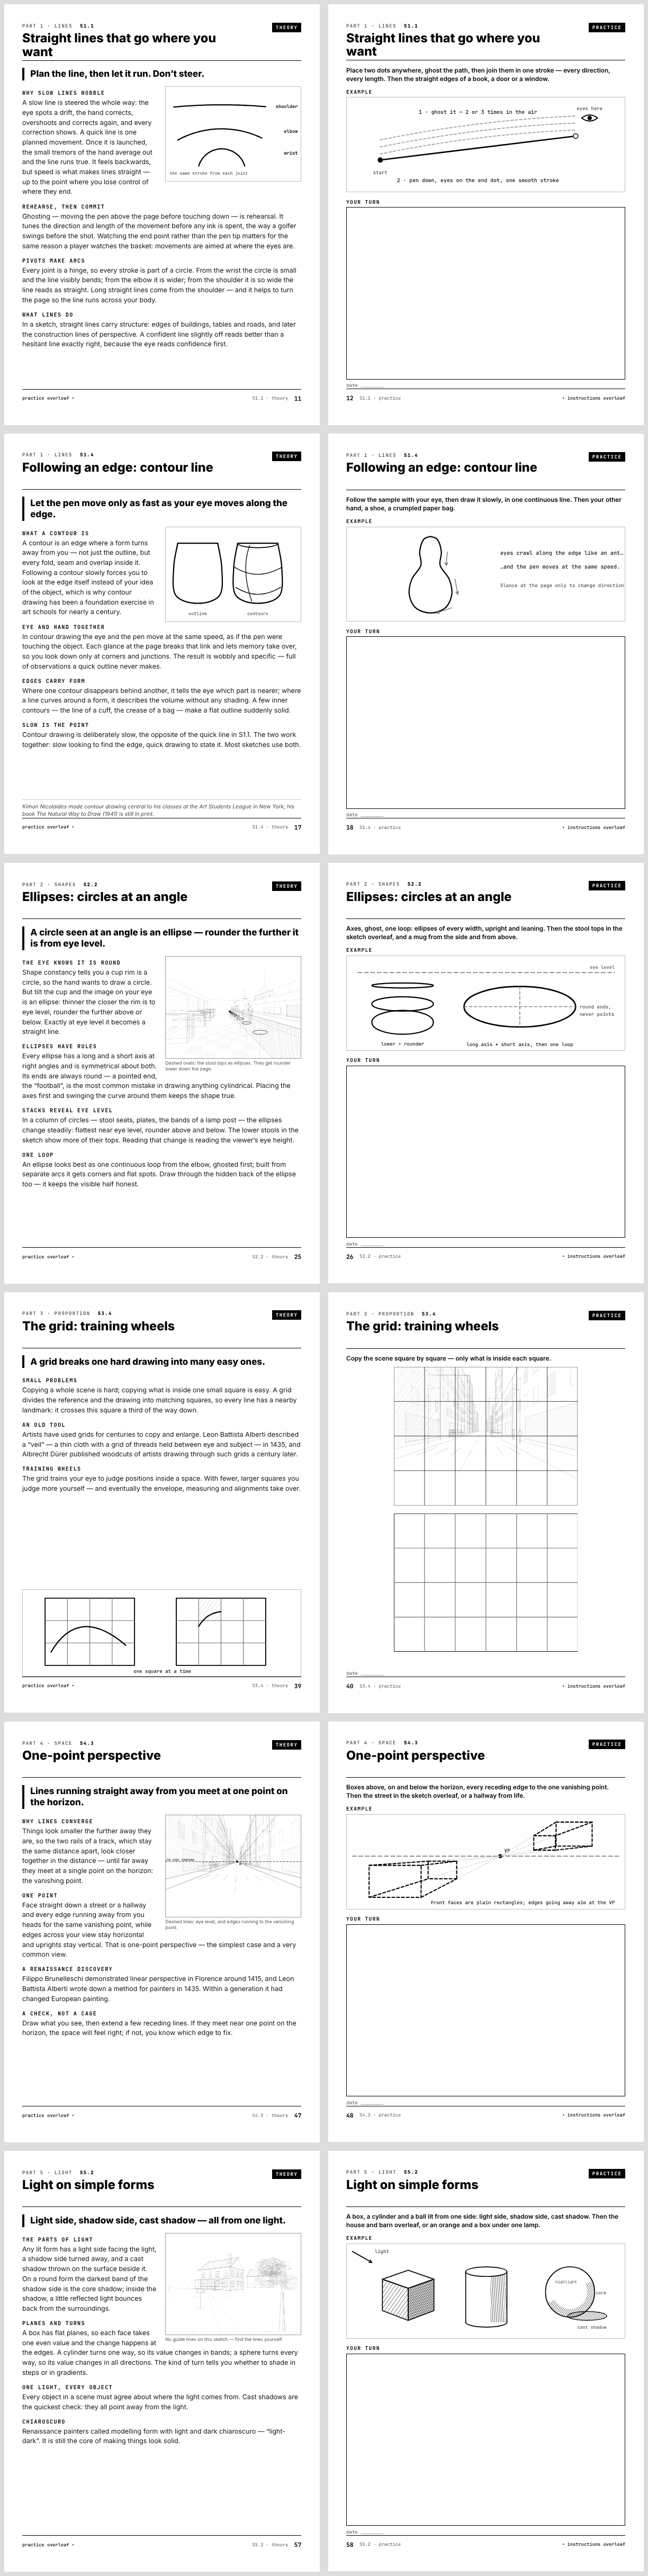 PART 1 · LINES S1.1
THEORY
Straight lines that go where you
want
Plan the line, then let it run. Don’t steer.
WHY SLOW LINES WOBBLE
A slow line is steered the whole way: the
eye spots a drift, the hand corrects,
overshoots and corrects again, and every
correction shows. A quick line is one
planned movement. Once it is launched,
the small tremors of the hand average out
and the line runs true. It feels backwards,
but speed is what makes lines straight —
up to the point where you lose control of
where they end.
shoulder
elbow
wrist
the same stroke from each joint
REHEARSE, THEN COMMIT
Ghosting — moving the pen above the page before touching down — is rehearsal. It
tunes the direction and length of the movement before any ink is spent, the way a golfer
swings before the shot. Watching the end point rather than the pen tip matters for the
same reason a player watches the basket: movements are aimed at where the eyes are.
PIVOTS MAKE ARCS
Every joint is a hinge, so every stroke is part of a circle. From the wrist the circle is small
and the line visibly bends; from the elbow it is wider; from the shoulder it is so wide the
line reads as straight. Long straight lines come from the shoulder — and it helps to turn
the page so the line runs across your body.
WHAT LINES DO
In a sketch, straight lines carry structure: edges of buildings, tables and roads, and later
the construction lines of perspective. A confident line slightly off reads better than a
hesitant line exactly right, because the eye reads confidence first.
practice overleaf •
S1.1 · theory 11
PART 1 · LINES S1.1
PRACTICE
Straight lines that go where you
want
Place two dots anywhere, ghost the path, then join them in one stroke — every direction,
every length. Then the straight edges of a book, a door or a window.
EXAMPLE
1 · ghost it — 2 or 3 times in the air
eyes here
start
2 · pen down, eyes on the end dot, one smooth stroke
YOUR TURN
date ________
12 S1.1 · practice
• instructions overleaf
PART 1 · LINES S1.4
THEORY
Following an edge: contour line
Let the pen move only as fast as your eye moves along the
edge.
WHAT A CONTOUR IS
A contour is an edge where a form turns
away from you — not just the outline, but
every fold, seam and overlap inside it.
Following a contour slowly forces you to
look at the edge itself instead of your idea
of the object, which is why contour
drawing has been a foundation exercise in
art schools for nearly a century.
outline
contours
EYE AND HAND TOGETHER
In contour drawing the eye and the pen move at the same speed, as if the pen were
touching the object. Each glance at the page breaks that link and lets memory take over,
so you look down only at corners and junctions. The result is wobbly and specific — full
of observations a quick outline never makes.
EDGES CARRY FORM
Where one contour disappears behind another, it tells the eye which part is nearer; where
a line curves around a form, it describes the volume without any shading. A few inner
contours — the line of a cuff, the crease of a bag — make a flat outline suddenly solid.
SLOW IS THE POINT
Contour drawing is deliberately slow, the opposite of the quick line in S1.1. The two work
together: slow looking to find the edge, quick drawing to state it. Most sketches use both.
Kimon Nicolaïdes made contour drawing central to his classes at the Art Students League in New York; his
book The Natural Way to Draw (1941) is still in print.
practice overleaf •
S1.4 · theory 17
PART 1 · LINES S1.4
PRACTICE
Following an edge: contour line
Follow the sample with your eye, then draw it slowly, in one continuous line. Then your other
hand, a shoe, a crumpled paper bag.
EXAMPLE
eyes crawl along the edge like an ant…
…and the pen moves at the same speed.
Glance at the page only to change direction
YOUR TURN
date ________
18 S1.4 · practice
• instructions overleaf
PART 2 · SHAPES S2.2
THEORY
Ellipses: circles at an angle
A circle seen at an angle is an ellipse — rounder the further it
is from eye level.
THE EYE KNOWS IT IS ROUND
Shape constancy tells you a cup rim is a
circle, so the hand wants to draw a circle.
But tilt the cup and the image on your eye
is an ellipse: thinner the closer the rim is to
eye level, rounder the further above or
below. Exactly at eye level it becomes a
straight line.
Dashed ovals: the stool tops as ellipses. They get rounder
lower down the page.
ELLIPSES HAVE RULES
Every ellipse has a long and a short axis at
right angles and is symmetrical about both.
Its ends are always round — a pointed end,
the “football”, is the most common mistake in drawing anything cylindrical. Placing the
axes first and swinging the curve around them keeps the shape true.
STACKS REVEAL EYE LEVEL
In a column of circles — stool seats, plates, the bands of a lamp post — the ellipses
change steadily: flattest near eye level, rounder above and below. The lower stools in the
sketch show more of their tops. Reading that change is reading the viewer’s eye height.
ONE LOOP
An ellipse looks best as one continuous loop from the elbow, ghosted first; built from
separate arcs it gets corners and flat spots. Draw through the hidden back of the ellipse
too — it keeps the visible half honest.
practice overleaf •
S2.2 · theory 25
PART 2 · SHAPES S2.2
PRACTICE
Ellipses: circles at an angle
Axes, ghost, one loop: ellipses of every width, upright and leaning. Then the stool tops in the
sketch overleaf, and a mug from the side and from above.
EXAMPLE
eye level
round ends,
never points
lower = rounder
long axis + short axis, then one loop
YOUR TURN
date ________
26 S2.2 · practice
• instructions overleaf
PART 3 · PROPORTION S3.4
THEORY
The grid: training wheels
A grid breaks one hard drawing into many easy ones.
SMALL PROBLEMS
Copying a whole scene is hard; copying what is inside one small square is easy. A grid
divides the reference and the drawing into matching squares, so every line has a nearby
landmark: it crosses this square a third of the way down.
AN OLD TOOL
Artists have used grids for centuries to copy and enlarge. Leon Battista Alberti described
a “veil” — a thin cloth with a grid of threads held between eye and subject — in 1435, and
Albrecht Dürer published woodcuts of artists drawing through such grids a century later.
TRAINING WHEELS
The grid trains your eye to judge positions inside a space. With fewer, larger squares you
judge more yourself — and eventually the envelope, measuring and alignments take over.
one square at a time
practice overleaf •
S3.4 · theory 39
PART 3 · PROPORTION S3.4
PRACTICE
The grid: training wheels
Copy the scene square by square — only what is inside each square.
date ________
40 S3.4 · practice
• instructions overleaf
PART 4 · SPACE S4.3
THEORY
One-point perspective
Lines running straight away from you meet at one point on
the horizon.
WHY LINES CONVERGE
Things look smaller the further away they
are, so the two rails of a track, which stay
the same distance apart, look closer
together in the distance — until far away
they meet at a single point on the horizon:
the vanishing point.
Dashed lines: eye level, and edges running to the vanishing
point.
ONE POINT
Face straight down a street or a hallway
and every edge running away from you
heads for the same vanishing point, while
edges across your view stay horizontal
and uprights stay vertical. That is one-point perspective — the simplest case and a very
common view.
A RENAISSANCE DISCOVERY
Filippo Brunelleschi demonstrated linear perspective in Florence around 1415, and Leon
Battista Alberti wrote down a method for painters in 1435. Within a generation it had
changed European painting.
A CHECK, NOT A CAGE
Draw what you see, then extend a few receding lines. If they meet near one point on the
horizon, the space will feel right; if not, you know which edge to fix.
practice overleaf •
S4.3 · theory 47
PART 4 · SPACE S4.3
PRACTICE
One-point perspective
Boxes above, on and below the horizon, every receding edge to the one vanishing point.
Then the street in the sketch overleaf, or a hallway from life.
EXAMPLE
VP
front faces are plain rectangles; edges going away aim at the VP
YOUR TURN
date ________
48 S4.3 · practice
• instructions overleaf
PART 5 · LIGHT S5.2
THEORY
Light on simple forms
Light side, shadow side, cast shadow — all from one light.
THE PARTS OF LIGHT
Any lit form has a light side facing the light,
a shadow side turned away, and a cast
shadow thrown on the surface beside it.
On a round form the darkest band of the
shadow side is the core shadow; inside the
shadow, a little reflected light bounces
back from the surroundings.
No guide lines on this sketch — find the lines yourself.
PLANES AND TURNS
A box has flat planes, so each face takes
one even value and the change happens at
the edges. A cylinder turns one way, so its value changes in bands; a sphere turns every
way, so its value changes in all directions. The kind of turn tells you whether to shade in
steps or in gradients.
ONE LIGHT, EVERY OBJECT
Every object in a scene must agree about where the light comes from. Cast shadows are
the quickest check: they all point away from the light.
CHIAROSCURO
Renaissance painters called modelling form with light and dark chiaroscuro — “light-
dark”. It is still the core of making things look solid.
practice overleaf •
S5.2 · theory 57
PART 5 · LIGHT S5.2
PRACTICE
Light on simple forms
A box, a cylinder and a ball lit from one side: light side, shadow side, cast shadow. Then the
house and barn overleaf, or an orange and a box under one lamp.
EXAMPLE
light
highlight
core
cast shadow
YOUR TURN
date ________
58 S5.2 · practice
• instructions overleaf